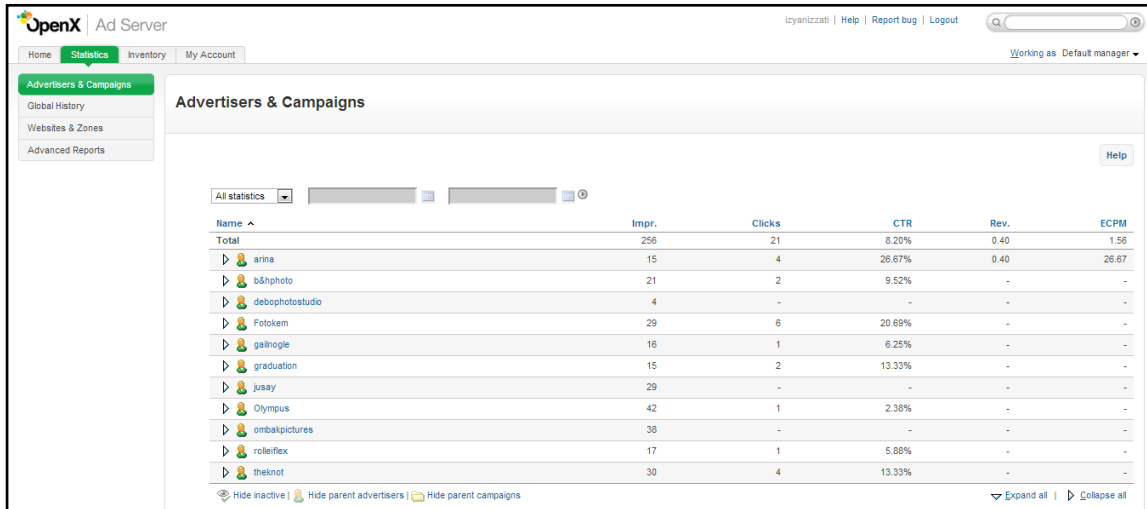 OpenX | Ad Server
izyanizzati | Help | Report bug | Logout
Home Statistics Inventory My Account
Working as Default manager
Advertisers & Campaigns
Global History
Websites & Zones
Advanced Reports
Advertisers & Campaigns
Help
All statistics
Name Impr. Clicks CTR Rev. ECPM
Total 256 21 8.20% 0.40 1.56
arina 15 4 26.67% 0.40 26.67
b&hphoto 21 2 9.52% - -
debophotostudio 4 - - - -
Fotokem 29 6 20.69% - -
gailnogle 16 1 6.25% - -
graduation 15 2 13.33% - -
jusay 29 - - - -
Olympus 42 1 2.38% - -
ombakpictures 38 - - - -
rolleiflex 17 1 5.88% - -
theknot 30 4 13.33% - -
Hide inactive | Hide parent advertisers | Hide parent campaigns
Expand all | Collapse all